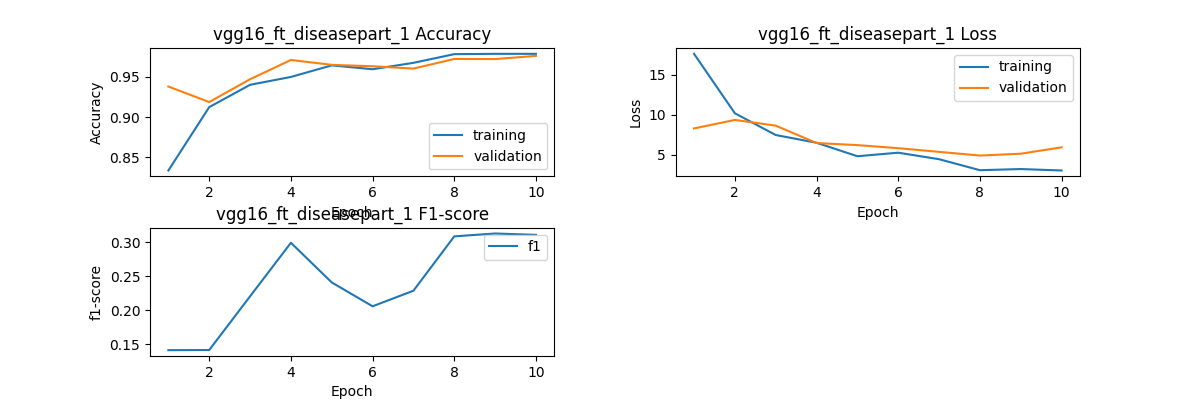 vgg16_ft_diseasepart_1 Accuracy
Accuracy
0.95
0.90
0.85
training
validation
2
4
6
8
10
Epoch
vgg16_ft_diseasepart_1 Loss
Loss
15
10
5
training
validation
2
4
6
8
10
Epoch
vgg16_ft_diseasepart_1 F1-score
f1-score
0.30
0.25
0.20
0.15
f1
2
4
6
8
10
Epoch